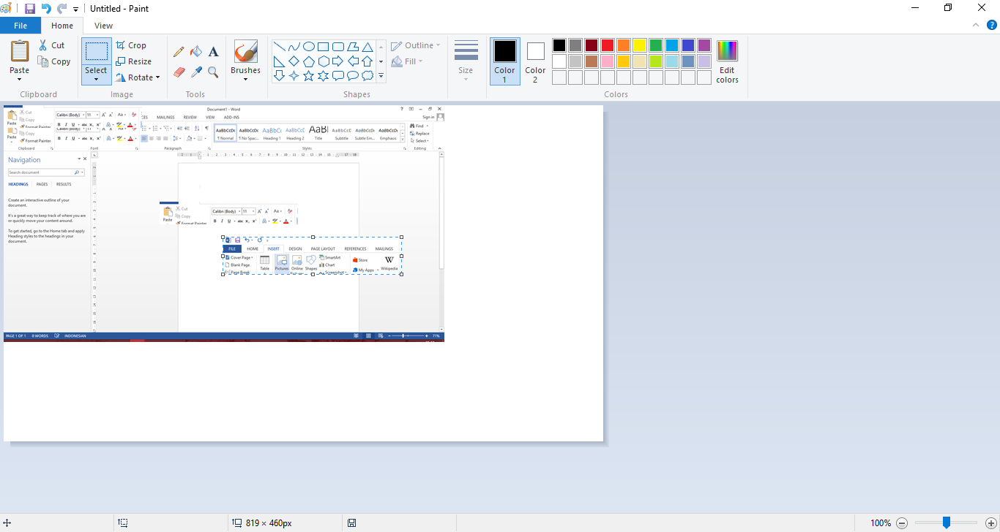 Untitled - Paint
File Home View
Cut
Copy
Paste
Clipboard
Select
Crop
Resize
Rotate
Image
A
Tools
Brushes
Shapes
Outline
Fill
Size
Color 1
Color 2
Edit colors
Colors
Document1 - Word
Sign in
CES MAILINGS REVIEW VIEW ADD-INS
Cut
Copy
Format Painter
Paste
Calibri (Body) 11
Copy
Format Painter
Paste
Clipboard Font Paragraph Styles Editing
AaBbCcDc AaBbCcDc AaBbCc AaBbCcC AaBl AaBbCcC AaBbCcDc AaBbCcDc
¶ Normal ¶ No Spac... Heading 1 Heading 2 Title Subtitle Subtle Em... Emphasis
Find
Replace
Select
Navigation
Search document
HEADINGS PAGES RESULTS
Create an interactive outline of your
document.
It's a great way to keep track of where you are
or quickly move your content around.
To get started, go to the Home tab and apply
Heading styles to the headings in your
document.
Cut
Copy
Format Painter
Paste
Calibri (Body) 11
FILE HOME INSERT DESIGN PAGE LAYOUT REFERENCES MAILINGS
Cover Page
Blank Page
Page Break
Table
Pictures
Online
Shapes
SmartArt
Chart
Screenshot
Store
My Apps
W
Wikipedia
PAGE 1 OF 1 0 WORDS INDONESIAN 71%
819 × 460px 100%